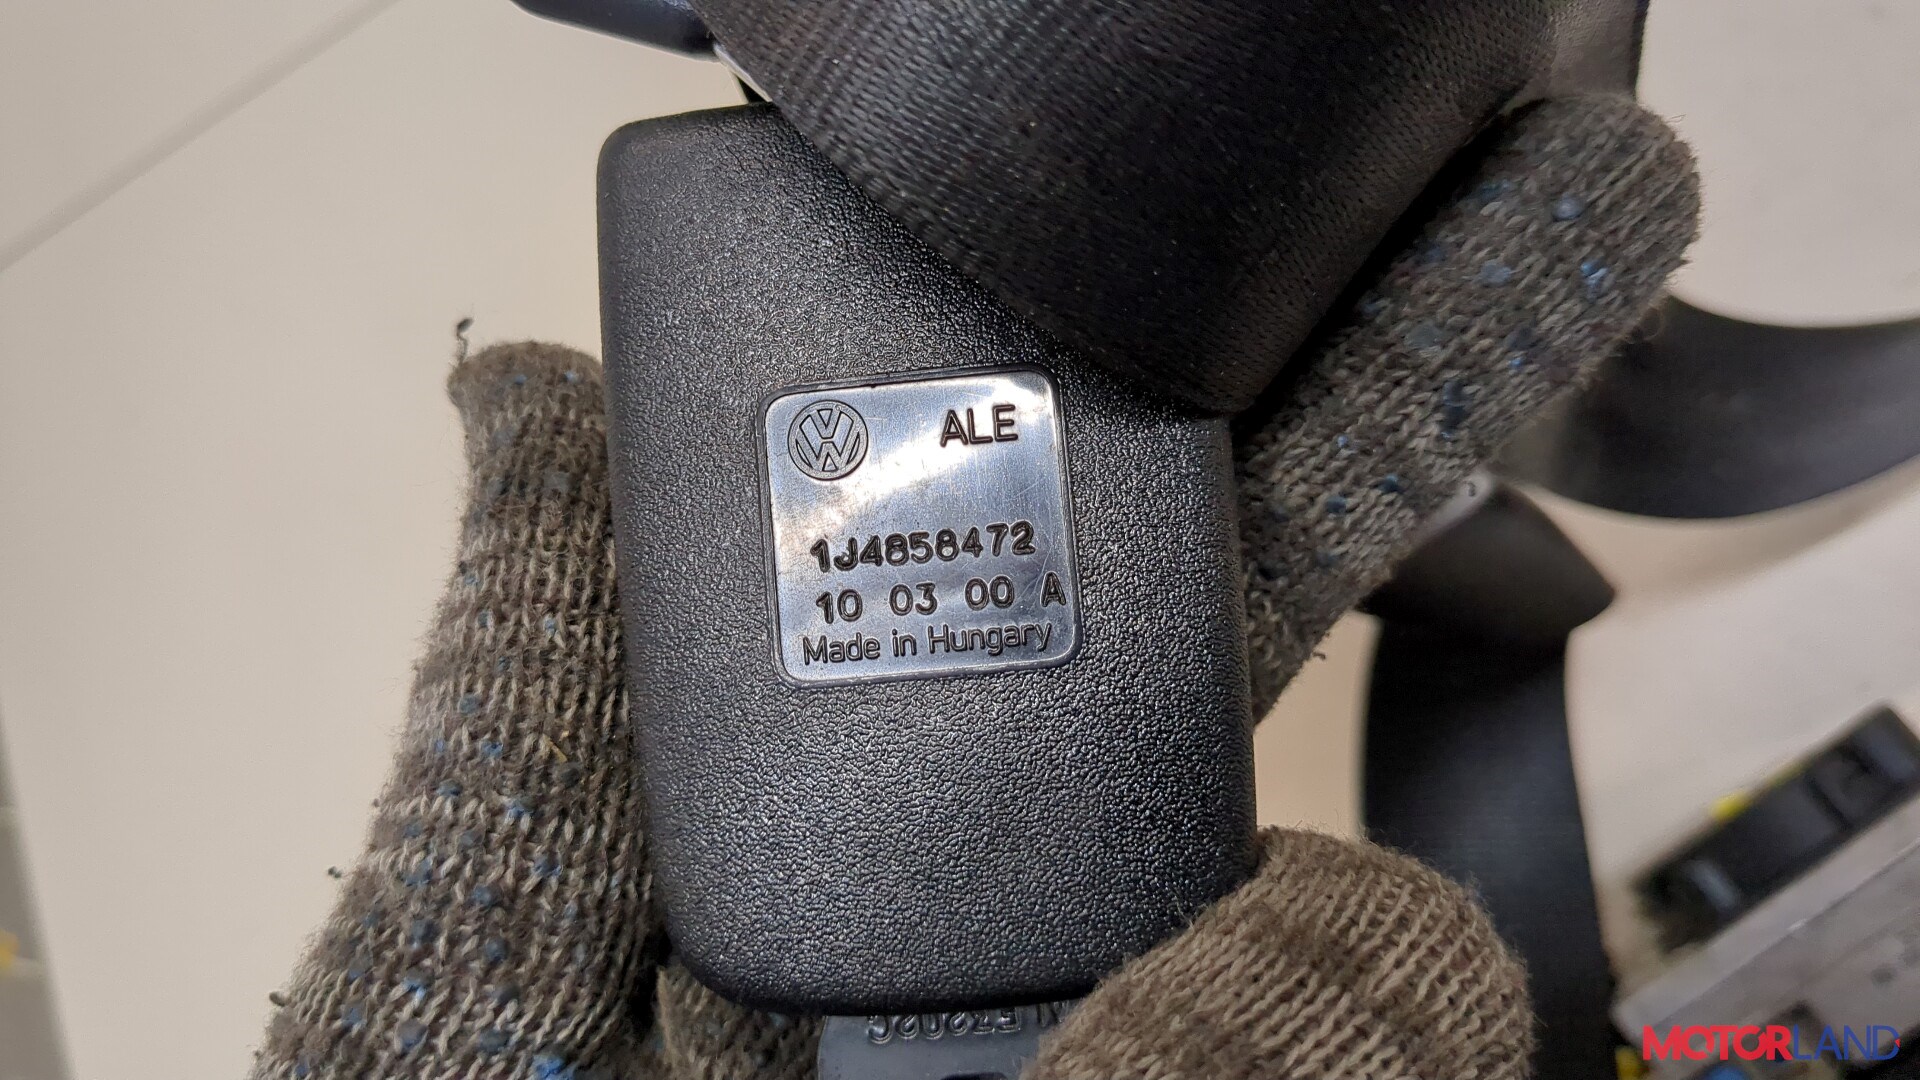 ALE
1J4858472
10 03 00 A
Made in Hungary
MOTORLAND